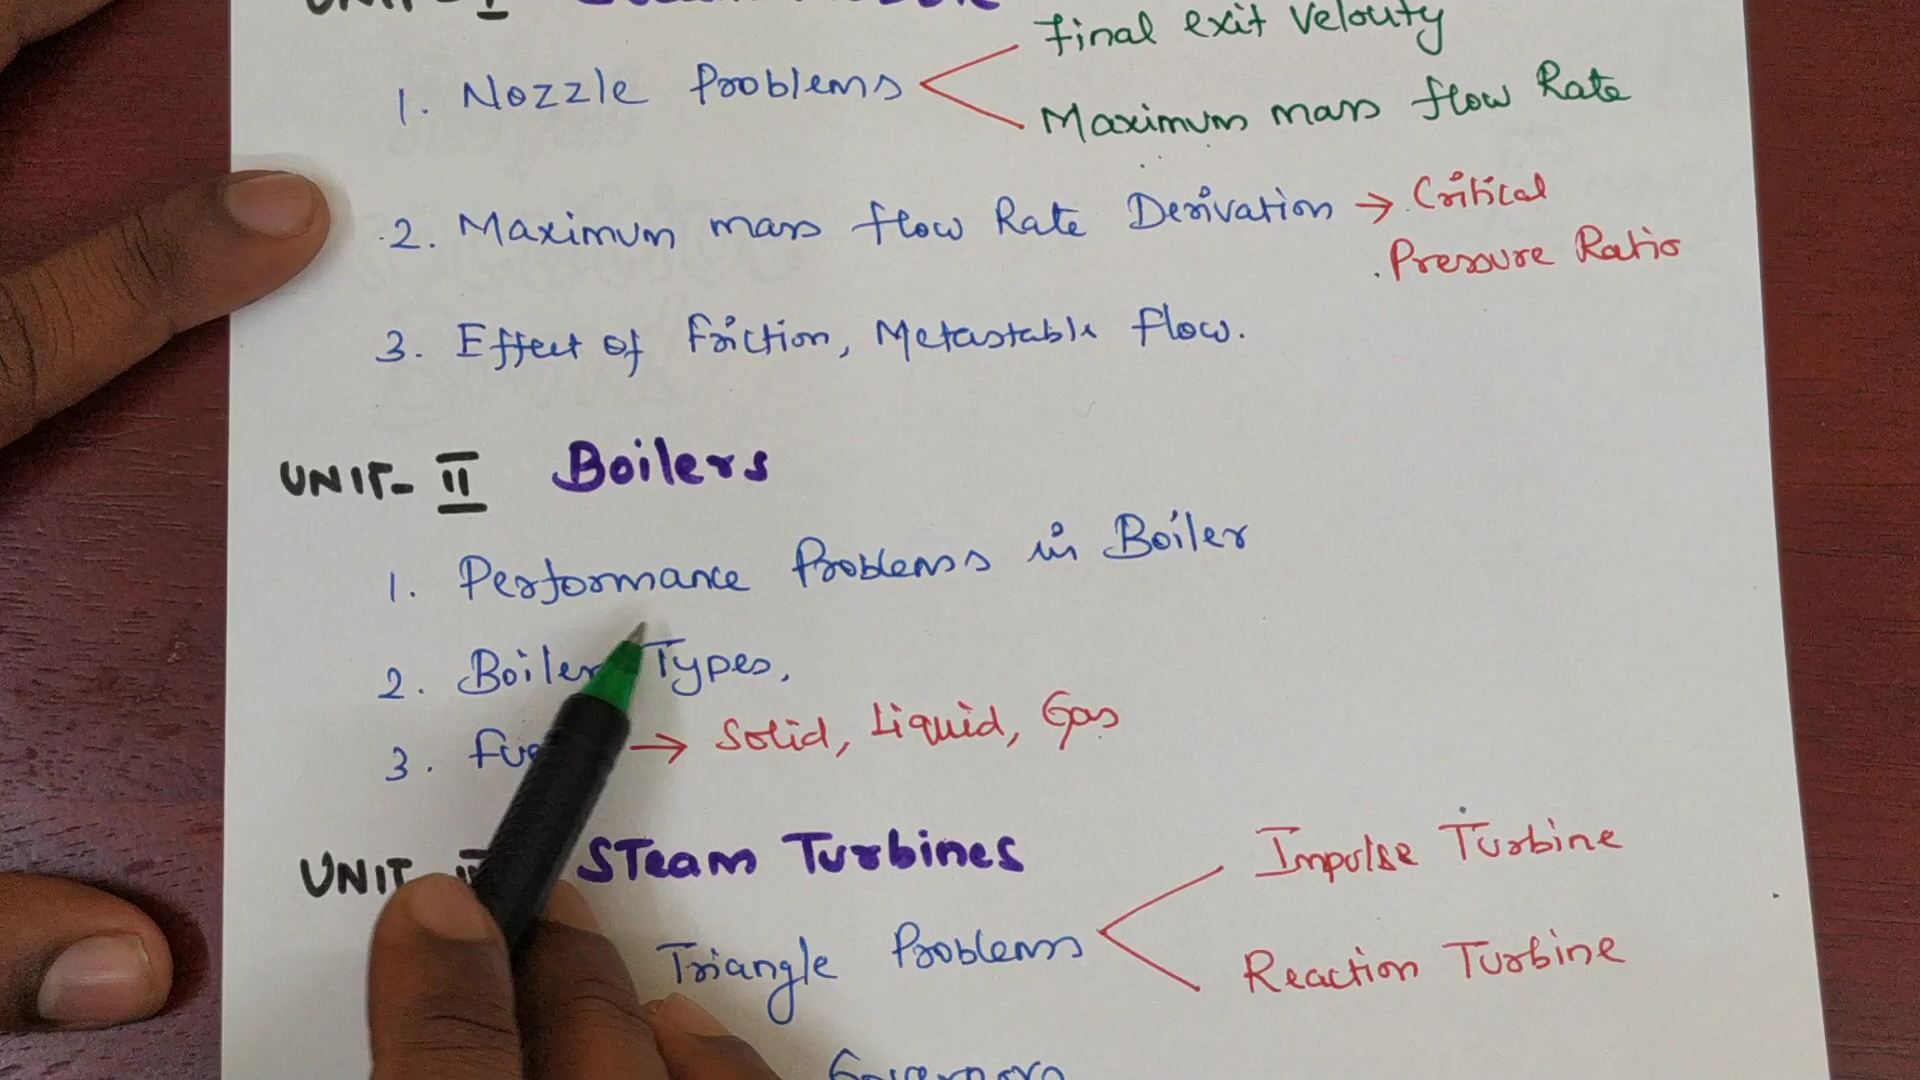 UNIT-I
Final exit Velouty
1. Nozzle Problems
Maximum mass flow Rate
2. Maximum mass flow Rate Derivation → Critical
Pressure Ratio
3. Effect of Friction, Metastable flow.
UNIT-II Boilers
1. Performance Problems in Boiler
2. Boiler Types,
3. → Solid, Liquid, Gas
UNIT STeam Turbines
Impulse Turbine
Triangle Problems
Reaction Turbine